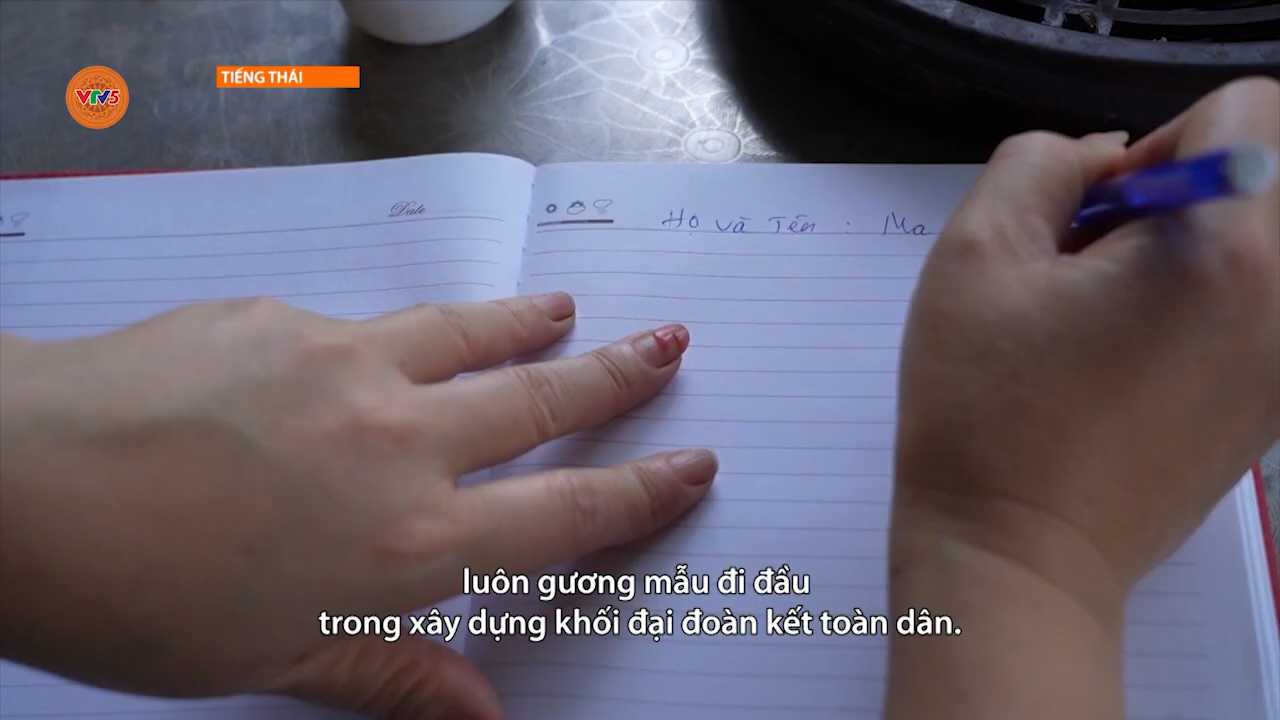 VTV5
TIẾNG THÁI
Date
Họ và Tên : Ma
luôn gương mẫu đi đầu
trong xây dựng khối đại đoàn kết toàn dân.